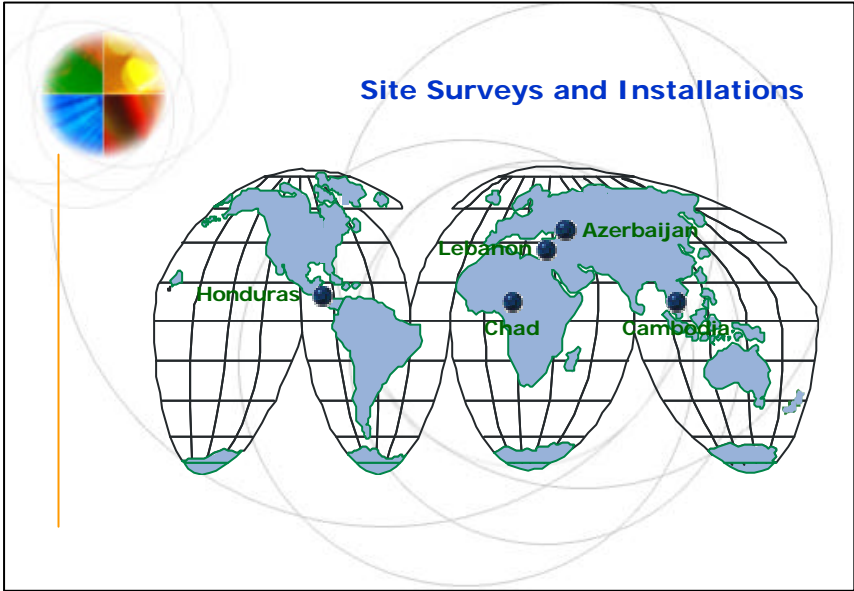 Site Surveys and Installations
Azerbaijan
Lebanon
Honduras
Chad
Cambodia